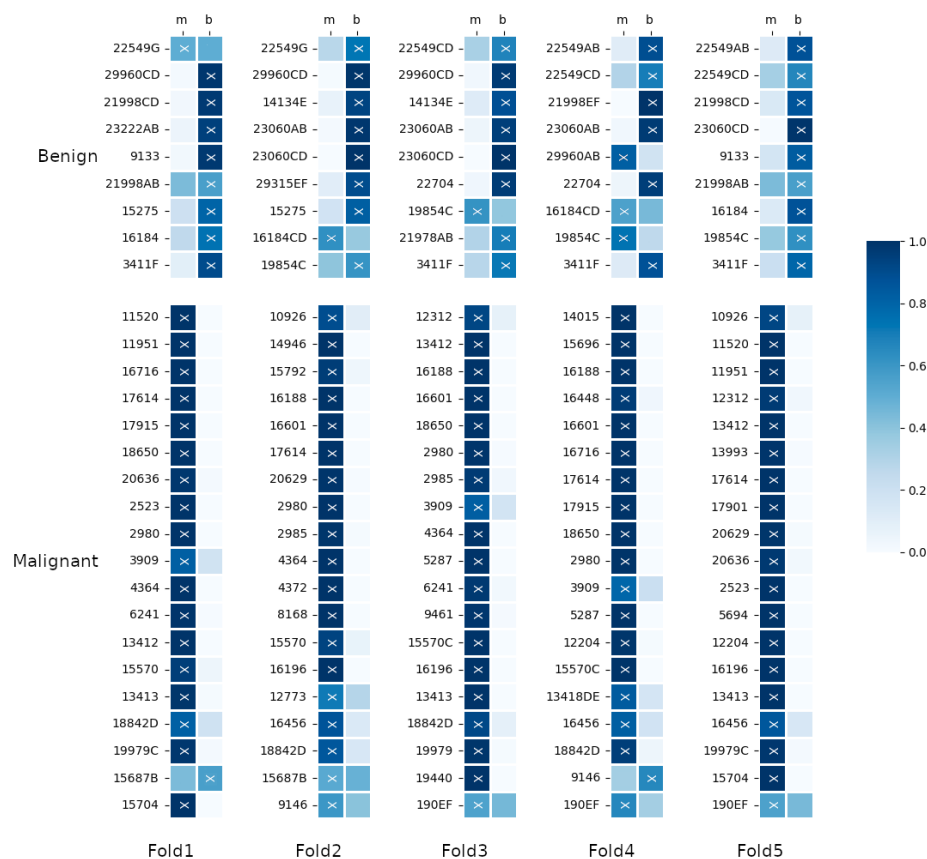 m b m b m b m b m b
22549G 22549G 22549CD 22549AB 22549AB
29960CD 29960CD 29960CD 22549CD 22549CD
21998CD 14134E 14134E 21998EF 21998CD
23222AB 23060AB 23060AB 23060AB 23060CD
Benign 9133 23060CD 23060CD 29960AB 9133
21998AB 29315EF 22704 22704 21998AB
15275 15275 19854C 16184CD 16184
16184 16184CD 21978AB 19854C 19854C
3411F 19854C 3411F 3411F 3411F
1.0
0.8
0.6
0.4
0.2
0.0
11520 10926 12312 14015 10926
11951 14946 13412 15696 11520
16716 15792 16188 16188 11951
17614 16188 16601 16448 12312
17915 16601 18650 16601 13412
18650 17614 2980 16716 13993
20636 20629 2985 17614 17614
2523 2980 3909 17915 17901
2980 2985 4364 18650 20629
Malignant 3909 4364 5287 2980 20636
4364 4372 6241 3909 2523
6241 8168 9461 5287 5694
13412 15570 15570C 12204 12204
15570 16196 16196 15570C 16196
13413 12773 13413 13418DE 13413
18842D 16456 18842D 16456 16456
19979C 18842D 19979 18842D 19979C
15687B 15687B 19440 9146 15704
15704 9146 190EF 190EF 190EF
Fold1 Fold2 Fold3 Fold4 Fold5